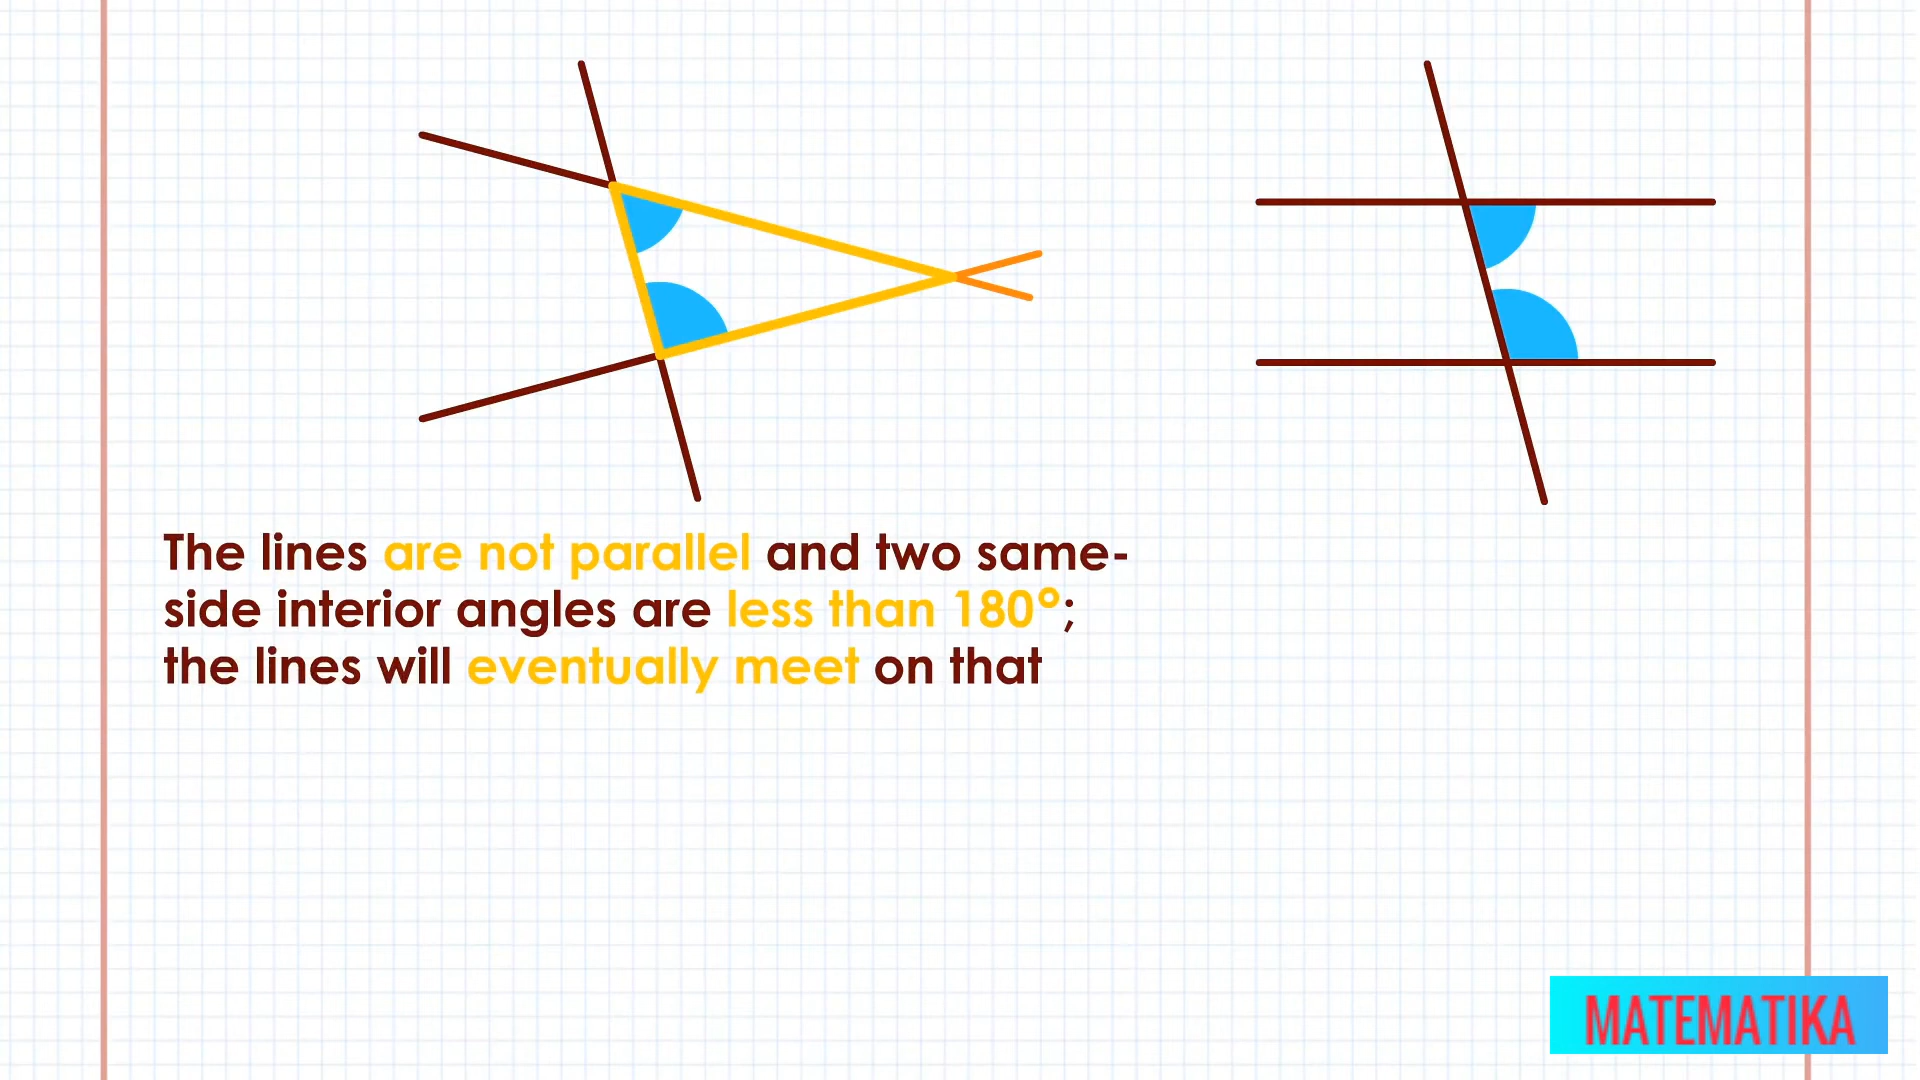 The lines are not parallel and two same-
side interior angles are less than 180°;
the lines will eventually meet on that
MATEMATIKA